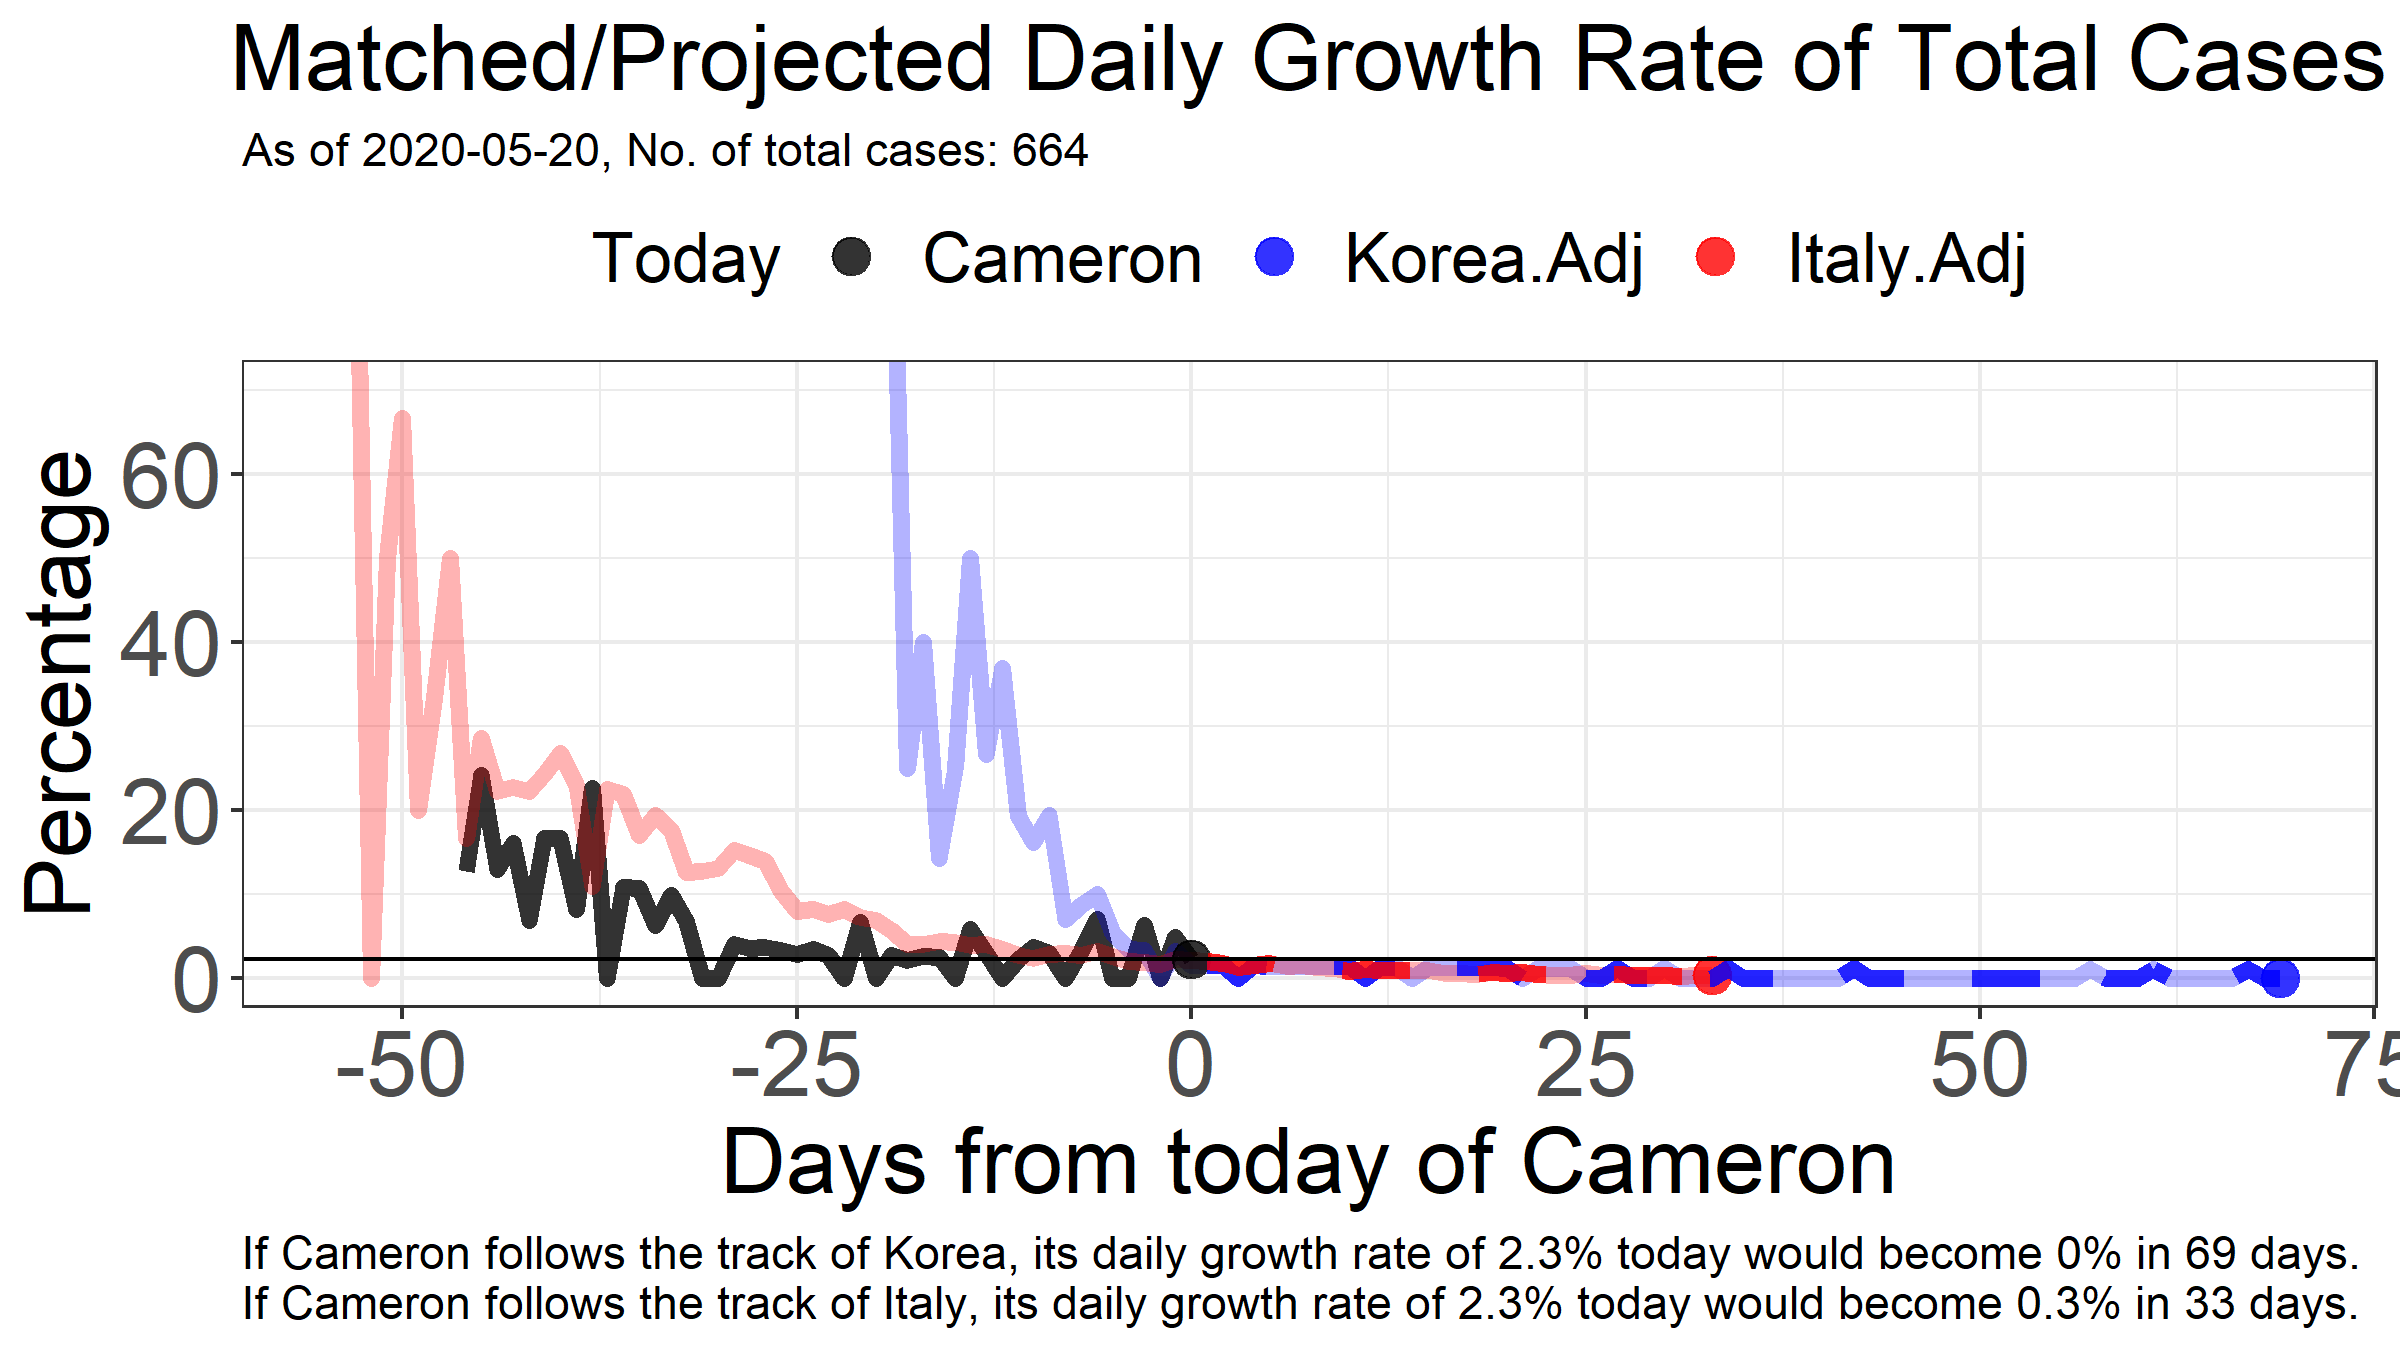 Matched/Projected Daily Growth Rate of Total Cases
As of 2020-05-20, No. of total cases: 664
Today Cameron Korea.Adj Italy.Adj
Percentage
60
40
20
0
-50 -25 0 25 50 75
Days from today of Cameron
If Cameron follows the track of Korea, its daily growth rate of 2.3% today would become 0% in 69 days.
If Cameron follows the track of Italy, its daily growth rate of 2.3% today would become 0.3% in 33 days.